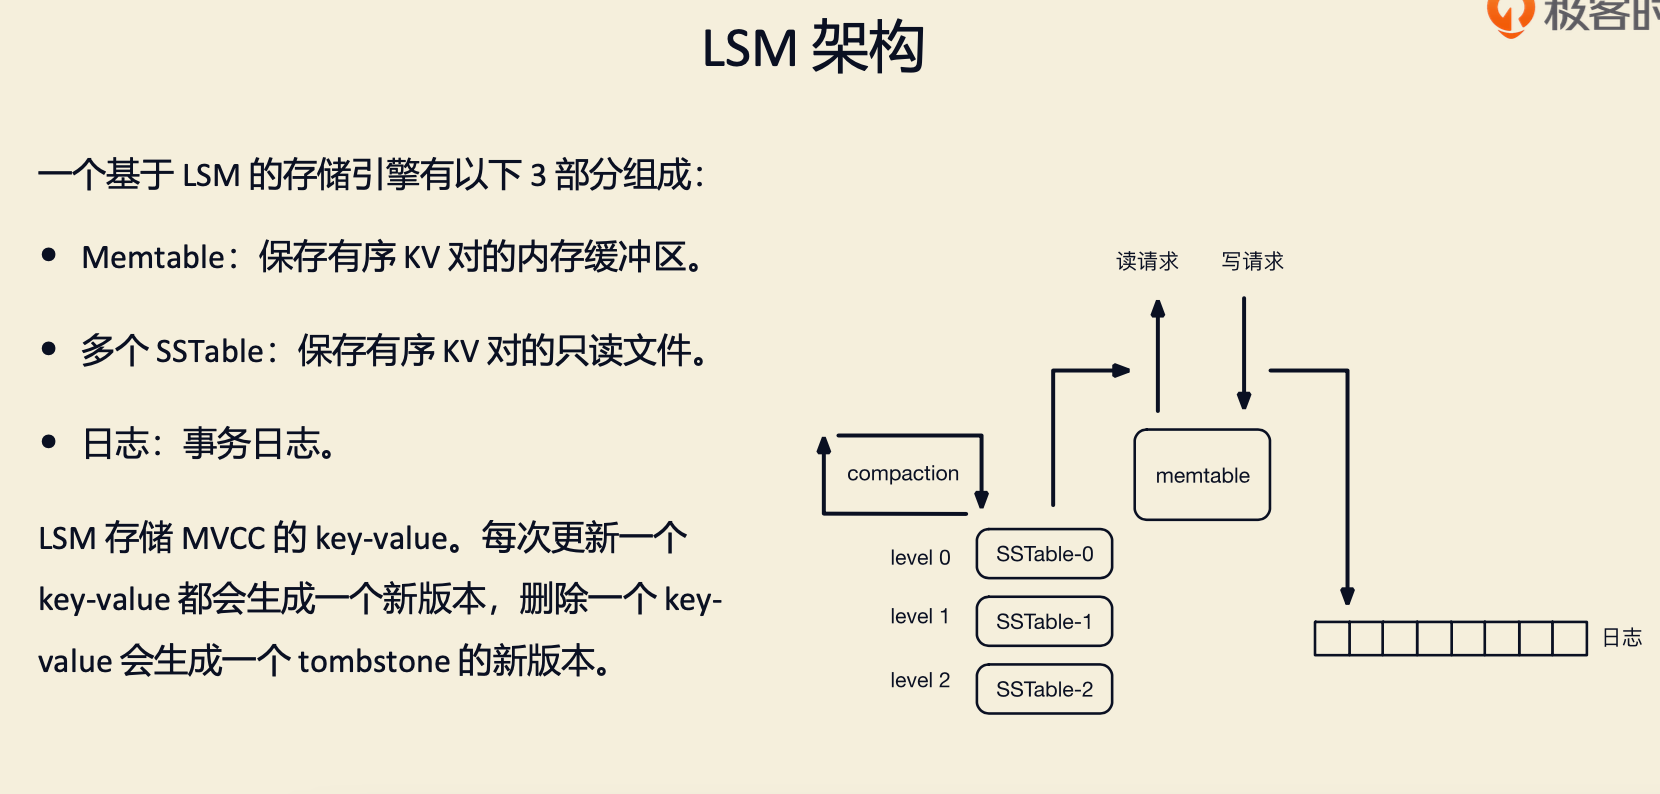 极客时
LSM 架构
一个基于 LSM 的存储引擎有以下 3 部分组成：
• Memtable：保存有序 KV 对的内存缓冲区。
• 多个 SSTable：保存有序 KV 对的只读文件。
• 日志：事务日志。
LSM 存储 MVCC 的 key-value。每次更新一个
key-value 都会生成一个新版本，删除一个 key-
value 会生成一个 tombstone 的新版本。
读请求
写请求
compaction
memtable
level 0
SSTable-0
level 1
SSTable-1
level 2
SSTable-2
日志